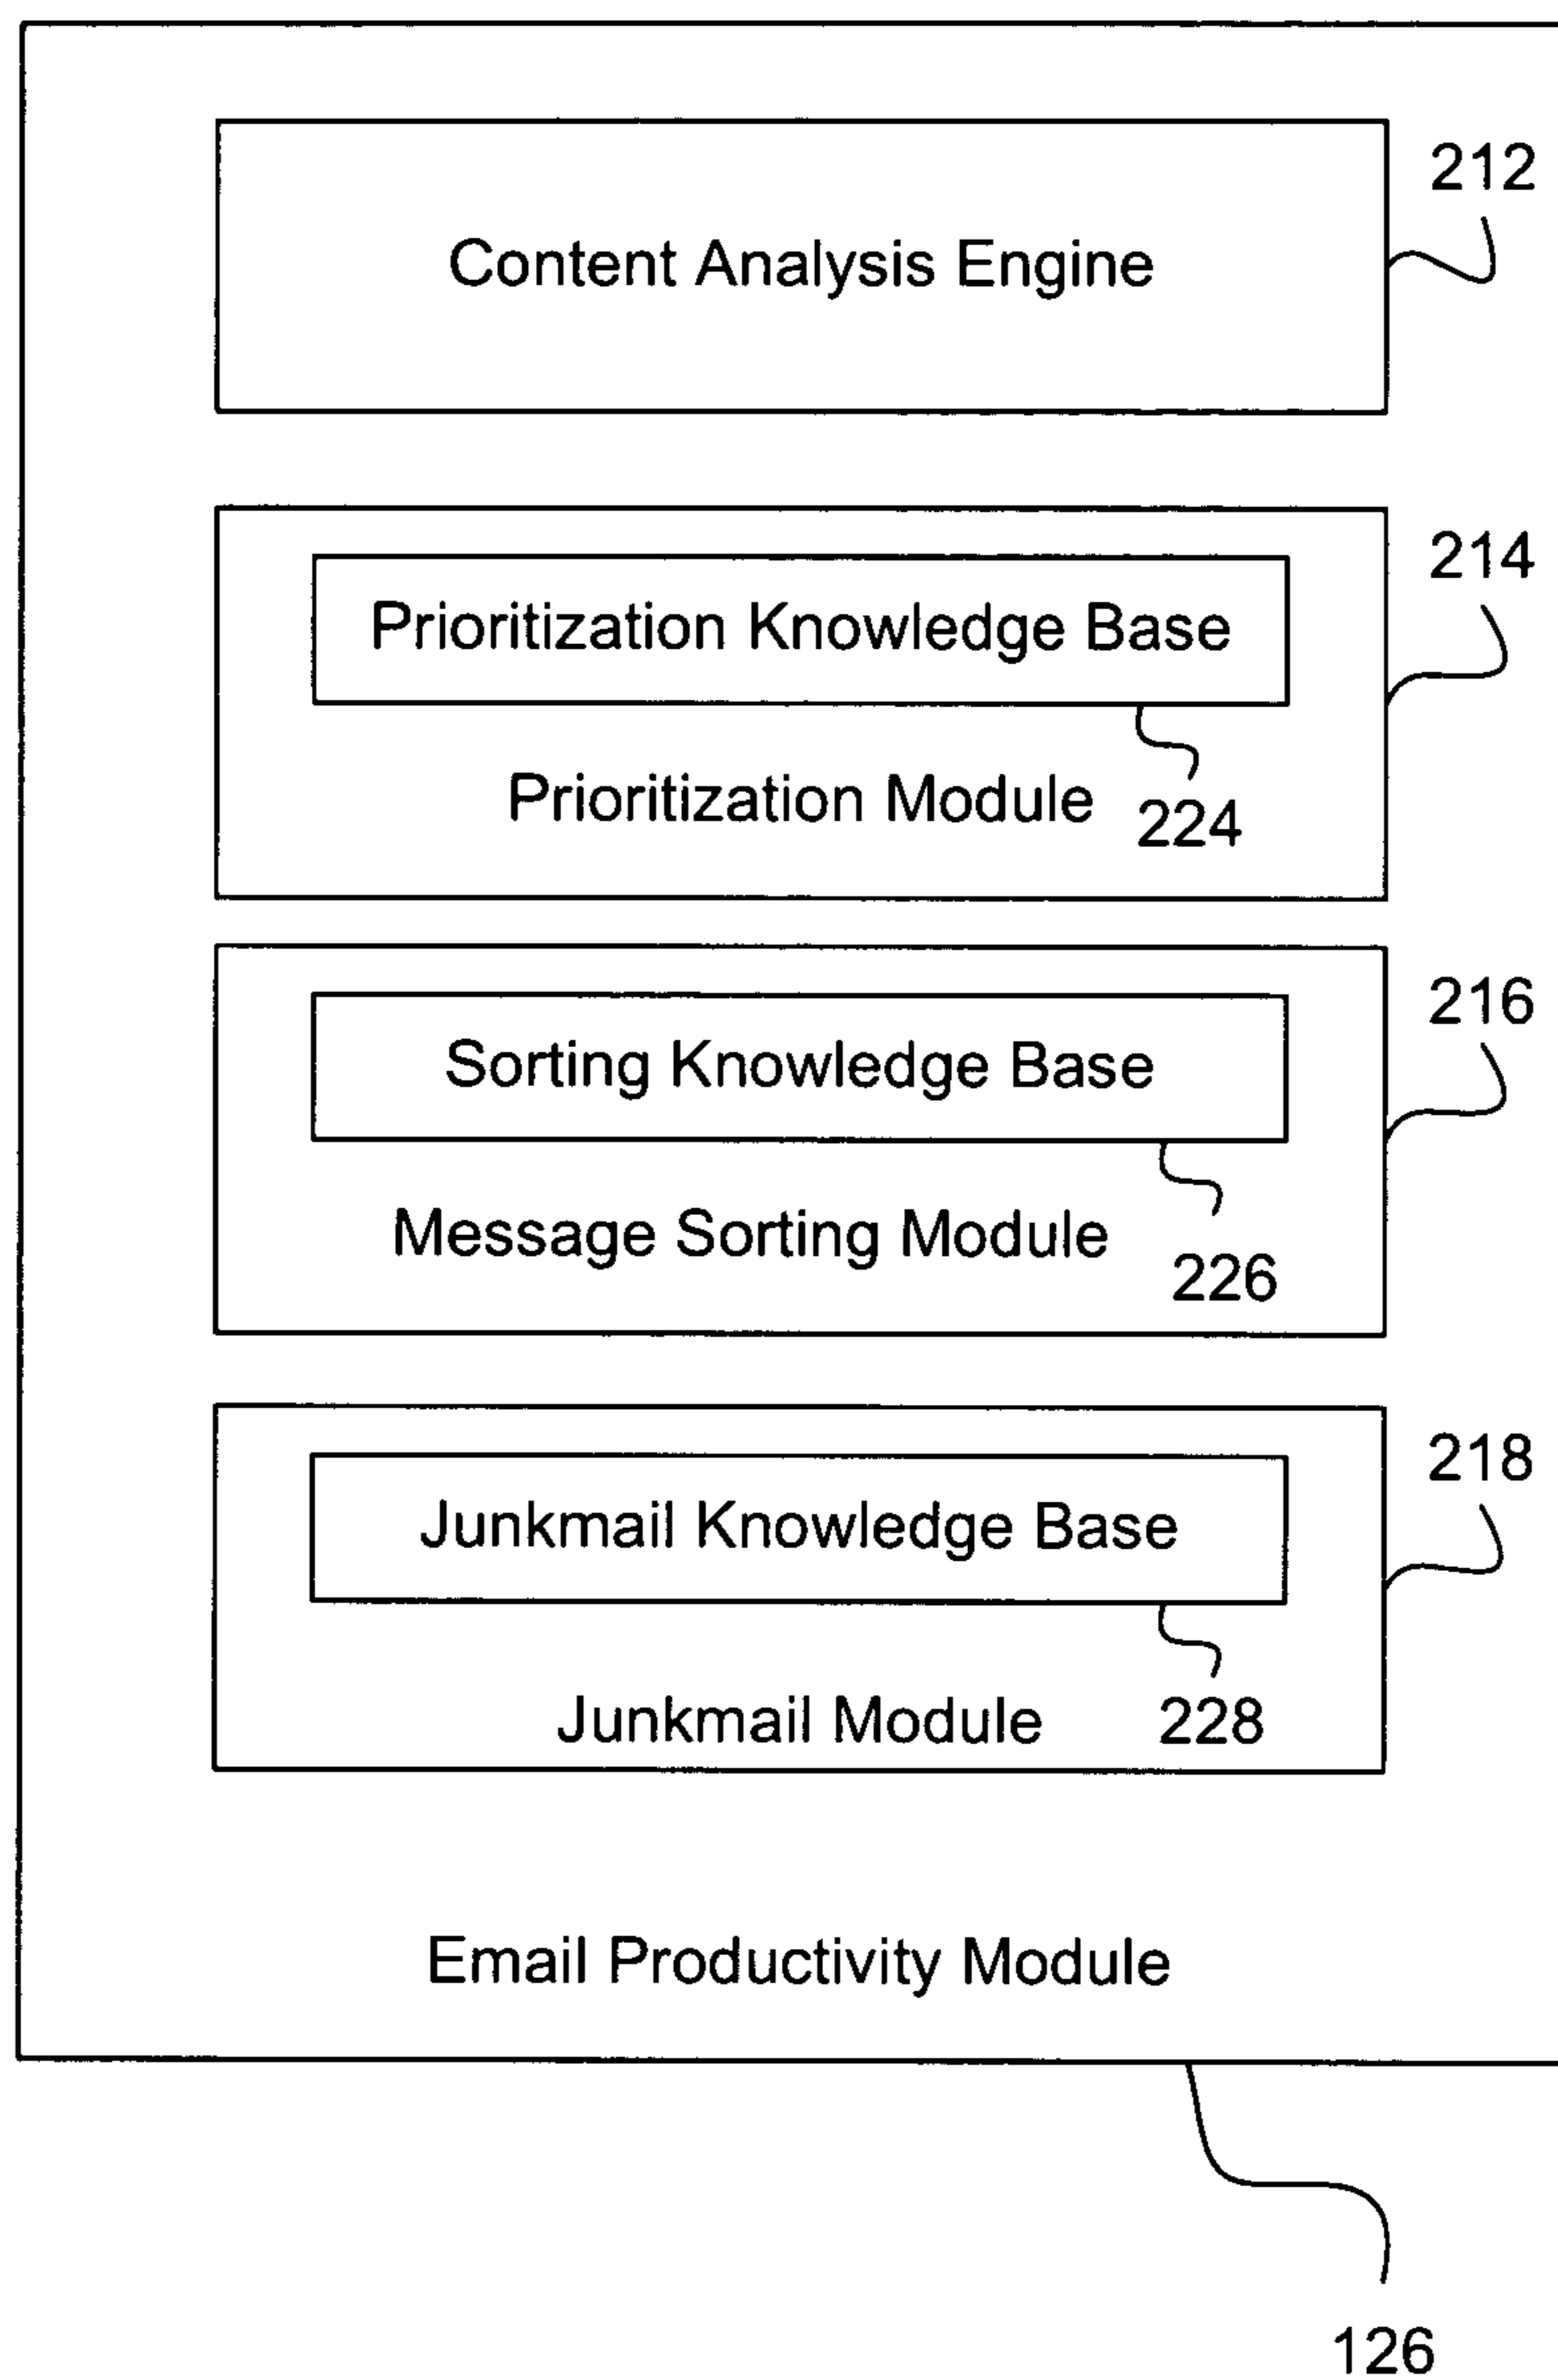 212
Content Analysis Engine
214
Prioritization Knowledge Base
Prioritization Module
224
216
Sorting Knowledge Base
Message Sorting Module
226
218
Junkmail Knowledge Base
Junkmail Module
228
Email Productivity Module
126